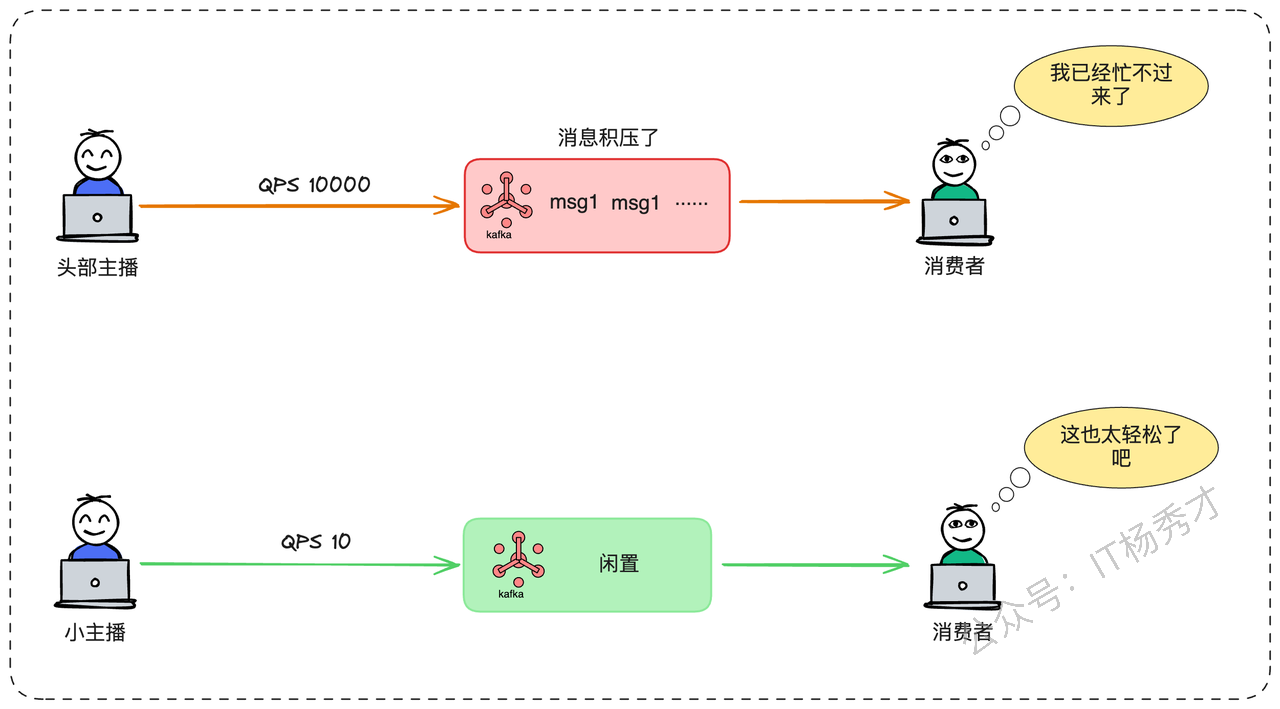 我已经忙不过
来了
消息积压了
QPS 10000
msg1 msg1 ······
kafka
头部主播
消费者
这也太轻松了
吧
QPS 10
闲置
kafka
小主播
消费者
公众号：IT杨秀才